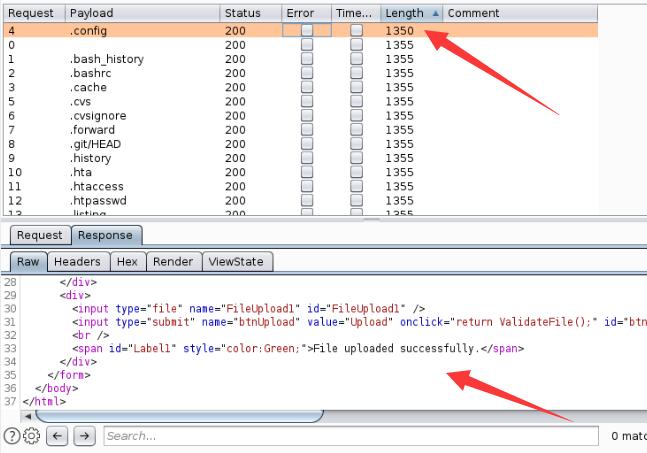 Request Payload Status Error Time... Length Comment
4 .config 200 1350
0 200 1355
1 .bash_history 200 1355
2 .bashrc 200 1355
3 .cache 200 1355
5 .cvs 200 1355
6 .cvsignore 200 1355
7 .forward 200 1355
8 .git/HEAD 200 1355
9 .history 200 1355
10 .hta 200 1355
11 .htaccess 200 1355
12 .htpasswd 200 1355
13 .listing 200 1355
Request Response
Raw Headers Hex Render ViewState
28 </div>
29 <div>
30 <input type="file" name="FileUpload1" id="FileUpload1" />
31 <input type="submit" name="btnUpload" value="Upload" onclick="return ValidateFile();" id="btn
32 <br />
33 <span id="Label1" style="color:Green;">File uploaded successfully.</span>
34 </div>
35 </form>
36 </body>
37 </html>
Search...
0 matc